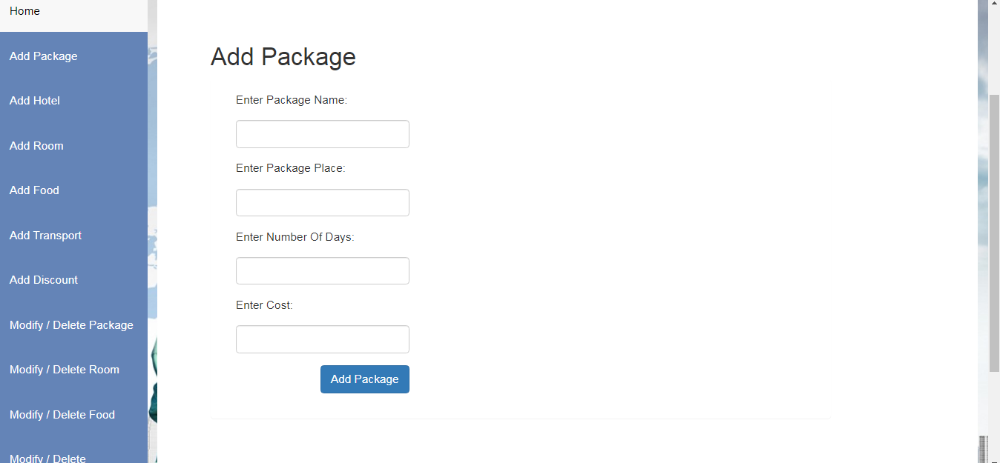 Home
Add Package
Add Hotel
Add Room
Add Food
Add Transport
Add Discount
Modify / Delete Package
Modify / Delete Room
Modify / Delete Food
Modify / Delete
Add Package
Enter Package Name:
Enter Package Place:
Enter Number Of Days:
Enter Cost:
Add Package